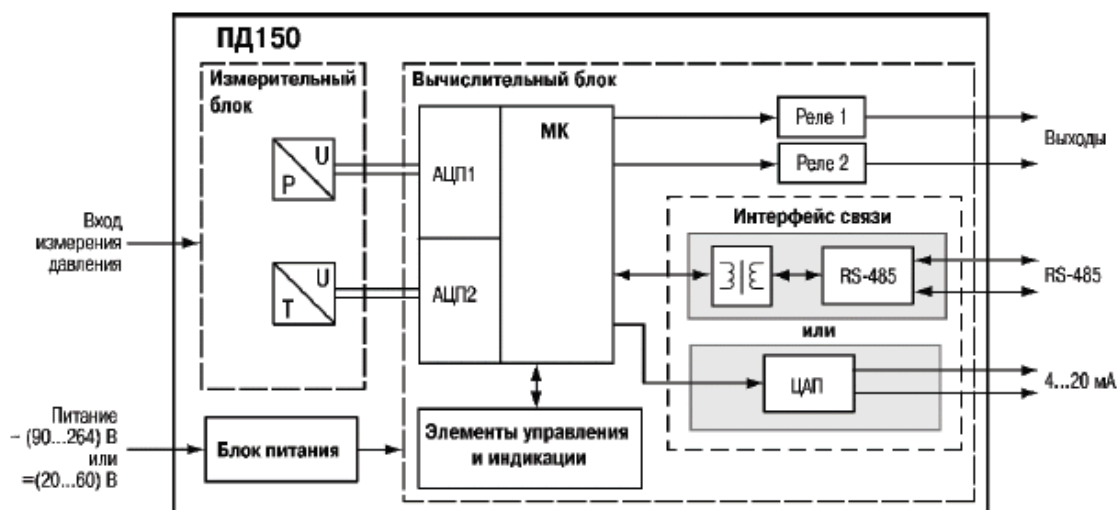 ПД150
Измерительный
блок
Вычислительный блок
МК
Реле 1
Выходы
Реле 2
U
P
АЦП1
Вход
измерения
давления
Интерфейс связи
RS-485
RS-485
U
T
АЦП2
или
ЦАП
4...20 мА
Питание
~ (90...264) В
или
=(20...60) В
Блок питания
Элементы управления
и индикации